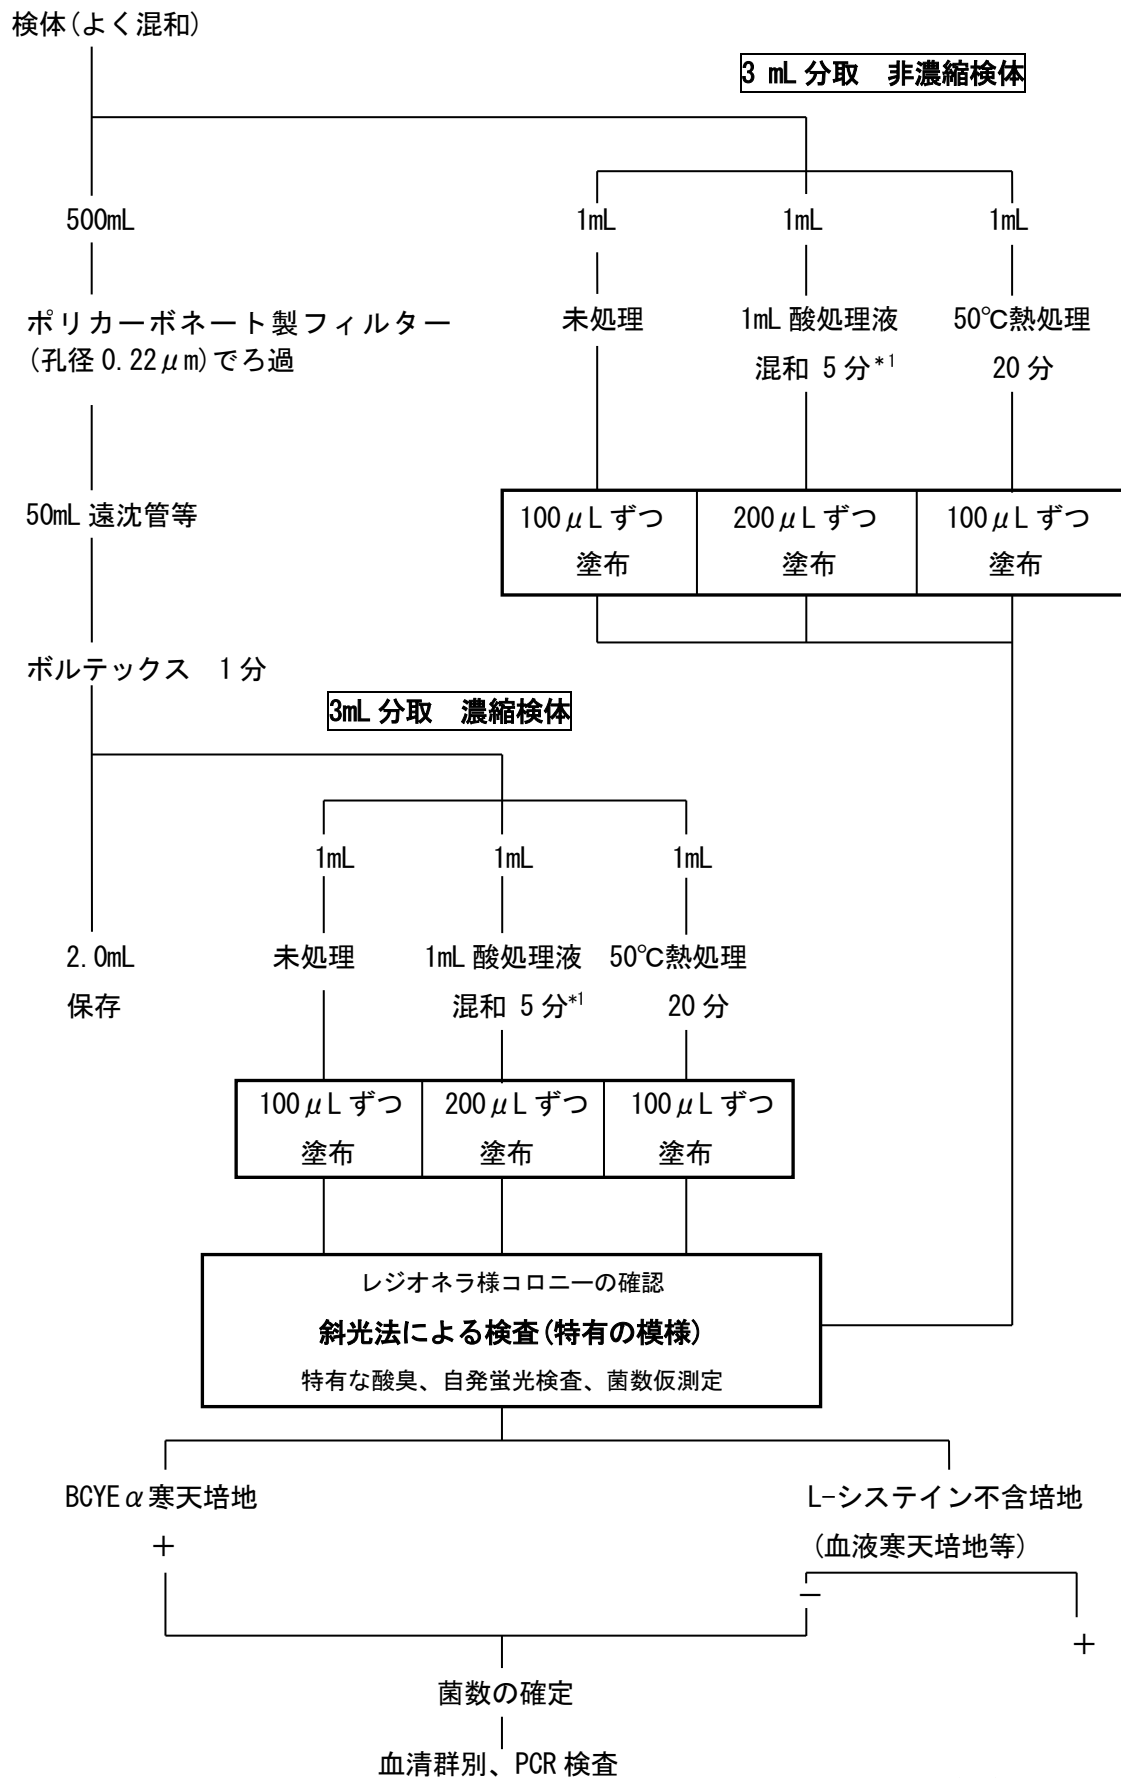 検体(よく混和)
3 mL 分取　非濃縮検体
500mL
1mL
1mL
1mL
ポリカーボネート製フィルター
(孔径 0.22μm)でろ過
未処理
1mL 酸処理液
混和 5 分*1
50℃熱処理
20 分
50mL 遠沈管等
100μL ずつ
塗布
200μL ずつ
塗布
100μL ずつ
塗布
ボルテックス　1 分
3mL 分取　濃縮検体
1mL
1mL
1mL
2.0mL
保存
未処理
1mL 酸処理液
混和 5 分*1
50℃熱処理
20 分
100μL ずつ
塗布
200μL ずつ
塗布
100μL ずつ
塗布
レジオネラ様コロニーの確認
斜光法による検査(特有の模様)
特有な酸臭、自発蛍光検査、菌数仮測定
BCYEα寒天培地
＋
L-システイン不含培地
(血液寒天培地等)
－
＋
菌数の確定
血清群別、PCR 検査